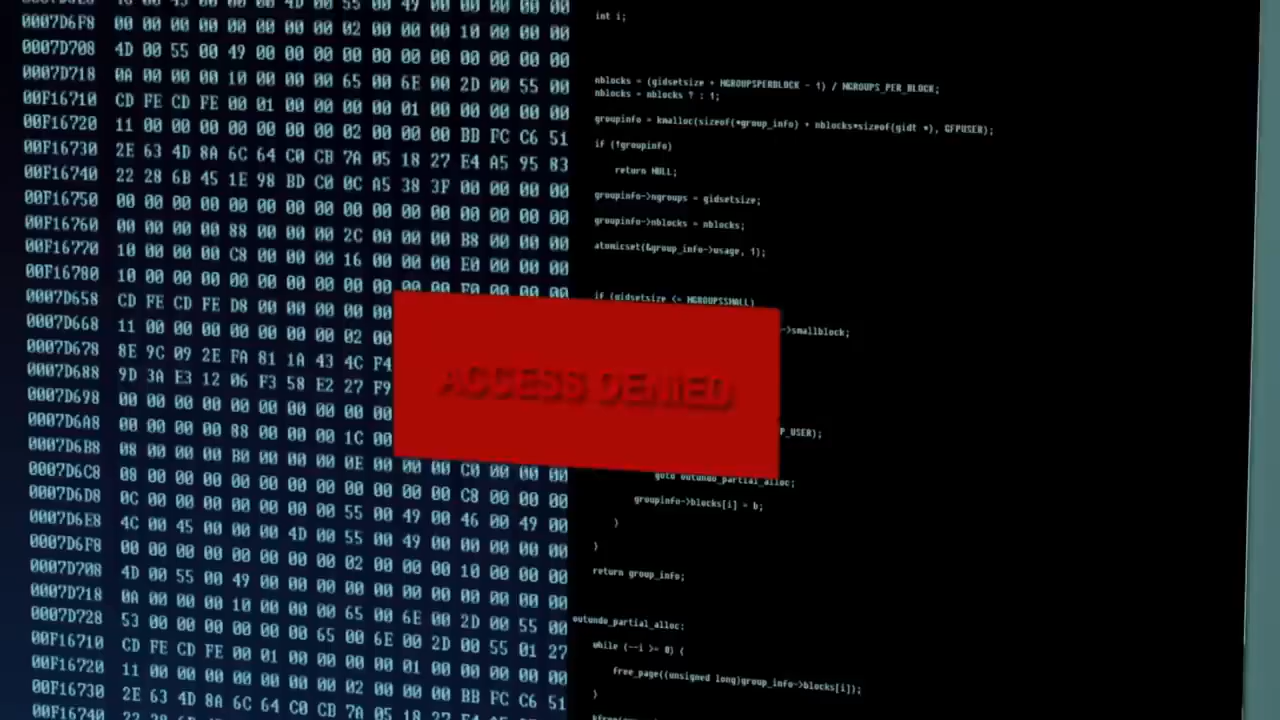 0007D6F8 00 00 00 00 00 00 00 00 02 00 00 00 10 00 00 00
0007D708 4D 00 55 00 49 00 00 00 00 00 00 00 00 00 00 00
0007D718 0A 00 00 00 10 00 00 00 65 00 6E 00 2D 00 55 00
00F16710 CD FE CD FE 00 01 00 00 00 00 01 00 00 00 00 00
00F16720 11 00 00 00 00 00 00 00 02 00 00 00 BB FC C6 51
00F16730 2E 63 4D 8A 6C 64 C0 CB 7A 05 18 27 E4 A5 95 83
00F16740 22 28 6B 45 1E 98 BD C0 0C A5 38 3F 00 00 00 00
00F16750 00 00 00 00 00 00 00 00 00 00 00 00 00 00 00 00
00F16760 00 00 00 00 88 00 00 00 2C 00 00 00 B8 00 00 00
00F16770 10 00 00 00 C8 00 00 00 16 00 00 00 E0 00 00 00
00F16780 10 00 00 00 00 00 00 00 00 00 00 00 F0 00 00 00
0007D658 CD FE CD FE D8 00 00 00 00 00
0007D668 11 00 00 00 00 00 00 00 02 00
0007D678 8E 9C 09 2E FA 81 1A 43 4C F4
0007D688 9D 3A E3 12 06 F3 58 E2 27 F9
0007D698 00 00 00 00 00 00 00 00 00 00
0007D6A8 00 00 00 00 88 00 00 00 1C 00
0007D6B8 08 00 00 00 B0 00 00 00 0E 00 00 00 C0 00 00 00
0007D6C8 08 00 00 00 00 00 00 00 00 00 00 00 C8 00 00 00
0007D6D8 0C 00 00 00 00 00 00 00 55 00 49 00 46 00 49 00
0007D6E8 4C 00 45 00 00 00 4D 00 55 00 49 00 00 00 00 00
0007D6F8 00 00 00 00 00 00 00 00 02 00 00 00 10 00 00 00
0007D708 4D 00 55 00 49 00 00 00 00 00 00 00 00 00 00 00
0007D718 0A 00 00 00 10 00 00 00 65 00 6E 00 2D 00 55 00
0007D728 53 00 00 00 00 00 00 65 00 6E 00 2D 00 55 01 27
00F16710 CD FE CD FE 00 01 00 00 00 00 01 00 00 00 00 00
00F16720 11 00 00 00 00 00 00 00 02 00 00 00 BB FC C6 51
00F16730 2E 63 4D 8A 6C 64 C0 CB 7A 05 18 27
00F16740
ACCESS DENIED
int i;
nblocks = (gidsetsize + NGROUPSPERBLOCK - 1) / NGROUPS_PER_BLOCK;
nblocks = nblocks ? : 1;
groupinfo = kmalloc(sizeof(*group_info) + nblocks*sizeof(gidt *), GFPUSER);
if (!groupinfo)
return NULL;
groupinfo->ngroups = gidsetsize;
groupinfo->nblocks = nblocks;
atomicset(&group_info->usage, 1);
if (gidsetsize <= NGROUPSSMALL)
->smallblock;
P_USER);
goto outundo_partial_alloc;
groupinfo->blocks[i] = b;
}
}
return group_info;
outundo_partial_alloc:
while (--i >= 0) {
free_page((unsigned long)group_info->blocks[i]);
}